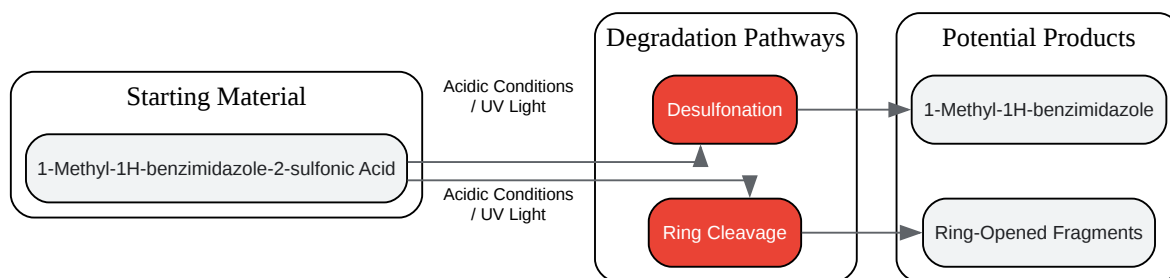 Starting Material
1-Methyl-1H-benzimidazole-2-sulfonic Acid
Acidic Conditions
/ UV Light
Acidic Conditions
/ UV Light
Degradation Pathways
Desulfonation
Ring Cleavage
Potential Products
1-Methyl-1H-benzimidazole
Ring-Opened Fragments